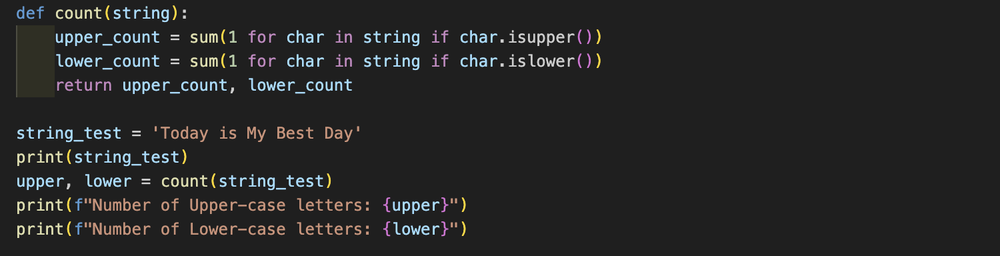 def count(string):
    upper_count = sum(1 for char in string if char.isupper())
    lower_count = sum(1 for char in string if char.islower())
    return upper_count, lower_count

string_test = 'Today is My Best Day'
print(string_test)
upper, lower = count(string_test)
print(f"Number of Upper-case letters: {upper}")
print(f"Number of Lower-case letters: {lower}")